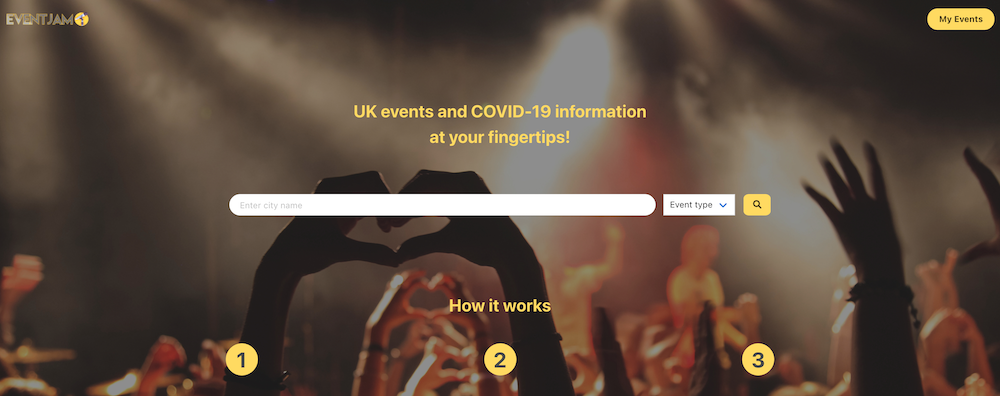 EVENTJAM
My Events
UK events and COVID-19 information
at your fingertips!
Enter city name
Event type
How it works
1 2 3